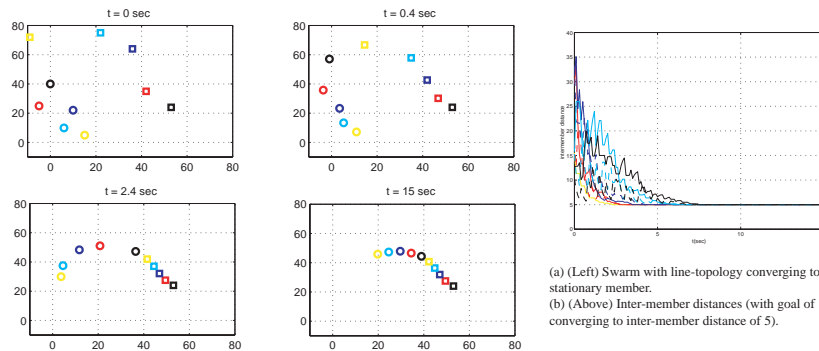 t = 0 sec
80
60
40
20
0
0 20 40 60 80
t = 0.4 sec
80
60
40
20
0
0 20 40 60 80
t = 2.4 sec
80
60
40
20
0
0 20 40 60 80
t = 15 sec
80
60
40
20
0
0 20 40 60 80
40
35
30
25
20
15
10
5
0
0 5 10 15
intermember distance
t(sec)
(a) (Left) Swarm with line-topology converging to
stationary member.
(b) (Above) Inter-member distances (with goal of
converging to inter-member distance of 5).